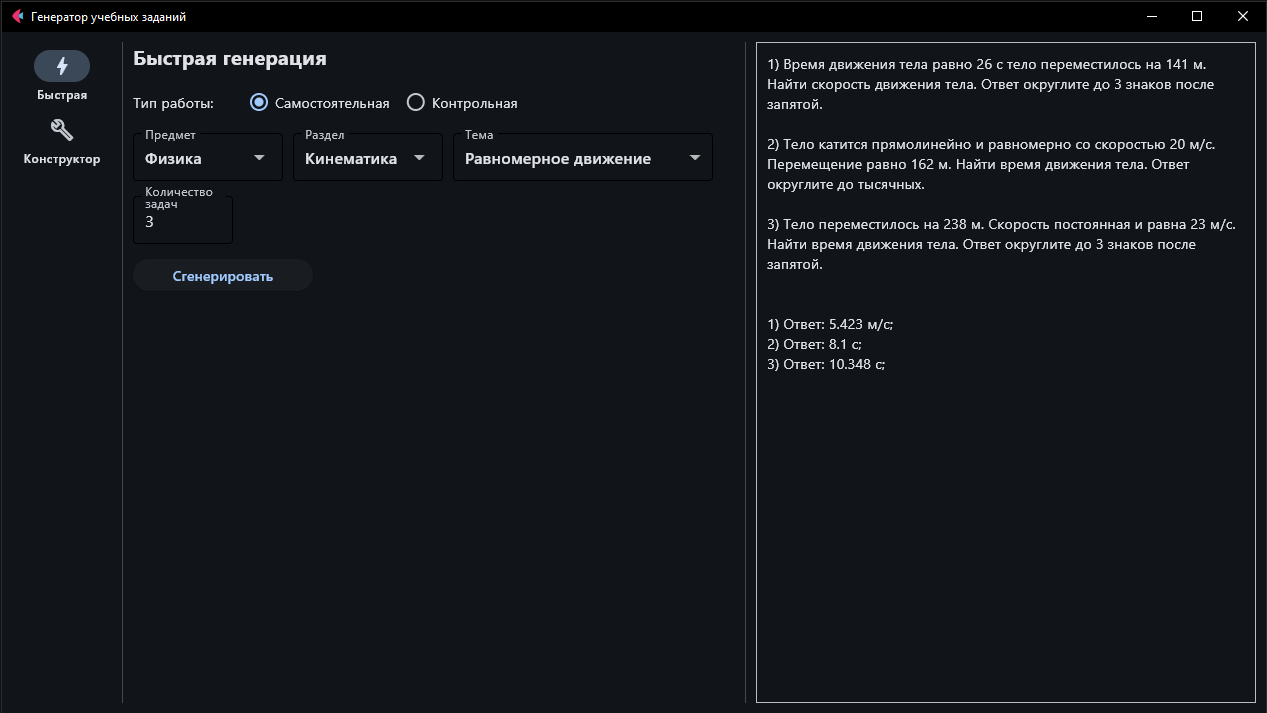 Генератор учебных заданий
Быстрая
Конструктор
Быстрая генерация
Тип работы: Самостоятельная Контрольная
Предмет Раздел Тема
Физика Кинематика Равномерное движение
Количество
задач
3
Сгенерировать
1) Время движения тела равно 26 с тело переместилось на 141 м.
Найти скорость движения тела. Ответ округлите до 3 знаков после
запятой.
2) Тело катится прямолинейно и равномерно со скоростью 20 м/с.
Перемещение равно 162 м. Найти время движения тела. Ответ
округлите до тысячных.
3) Тело переместилось на 238 м. Скорость постоянная и равна 23 м/с.
Найти время движения тела. Ответ округлите до 3 знаков после
запятой.
1) Ответ: 5.423 м/с;
2) Ответ: 8.1 с;
3) Ответ: 10.348 с;